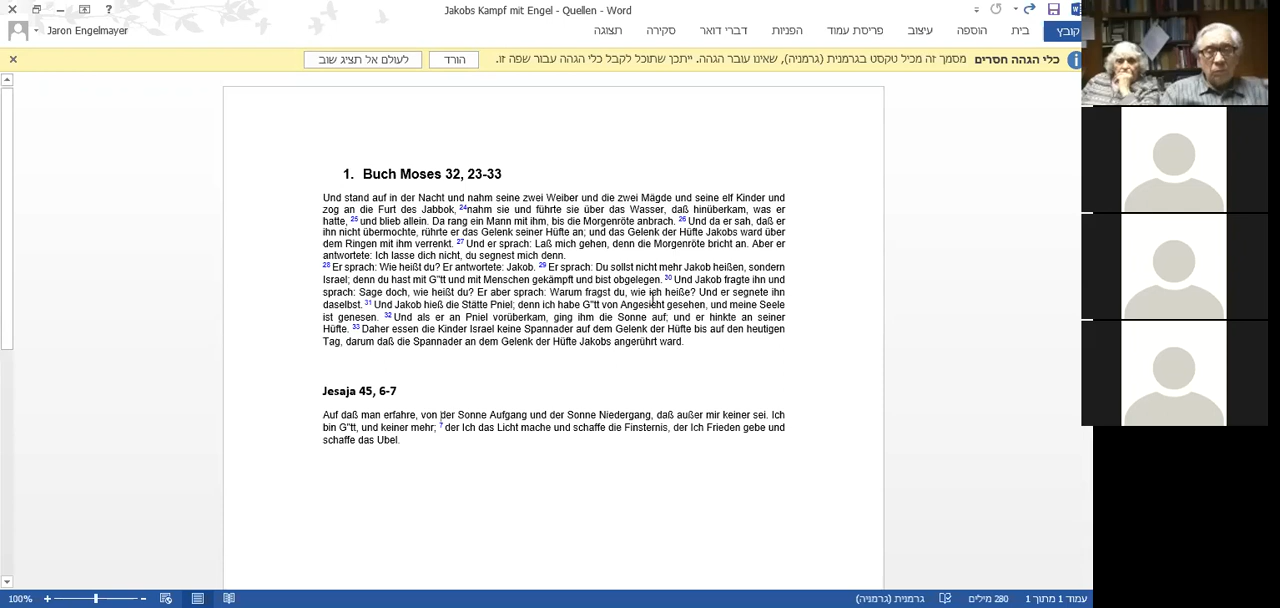 Jakobs Kampf mit Engel - Quellen - Word
Jaron Engelmayer
קובץ בית הוספה עיצוב פריסת עמוד הפניות דברי דואר סקירה תצוגה
כלי הגהה חסרים מסמך זה מכיל טקסט בגרמנית (גרמניה), שאינו עובר הגהה. ייתכן שתוכל לקבל כלי הגהה עבור שפה זו. הורד לעולם אל תציג שוב
1. Buch Moses 32, 23-33
Und stand auf in der Nacht und nahm seine zwei Weiber und die zwei Mägde und seine elf Kinder und
zog an die Furt des Jabbok, 24nahm sie und führte sie über das Wasser, daß hinüberkam, was er
hatte, 25 und blieb allein. Da rang ein Mann mit ihm, bis die Morgenröte anbrach. 26 Und da er sah, daß er
ihn nicht übermochte, rührte er das Gelenk seiner Hüfte an; und das Gelenk der Hüfte Jakobs ward über
dem Ringen mit ihm verrenkt. 27 Und er sprach: Laß mich gehen, denn die Morgenröte bricht an. Aber er
antwortete: Ich lasse dich nicht, du segnest mich denn.
28 Er sprach: Wie heißt du? Er antwortete: Jakob. 29 Er sprach: Du sollst nicht mehr Jakob heißen, sondern
Israel; denn du hast mit G"tt und mit Menschen gekämpft und bist obgelegen. 30 Und Jakob fragte ihn und
sprach: Sage doch, wie heißt du? Er aber sprach: Warum fragst du, wie ich heiße? Und er segnete ihn
daselbst. 31 Und Jakob hieß die Stätte Pniel; denn ich habe G"tt von Angesicht gesehen, und meine Seele
ist genesen. 32 Und als er an Pniel vorüberkam, ging ihm die Sonne auf; und er hinkte an seiner
Hüfte. 33 Daher essen die Kinder Israel keine Spannader auf dem Gelenk der Hüfte bis auf den heutigen
Tag, darum daß die Spannader an dem Gelenk der Hüfte Jakobs angerührt ward.
Jesaja 45, 6-7
Auf daß man erfahre, von der Sonne Aufgang und der Sonne Niedergang, daß außer mir keiner sei. Ich
bin G"tt, und keiner mehr; 7 der Ich das Licht mache und schaffe die Finsternis, der Ich Frieden gebe und
schaffe das Übel.
עמוד 1 מתוך 1 280 מילים גרמנית (גרמניה) 100%